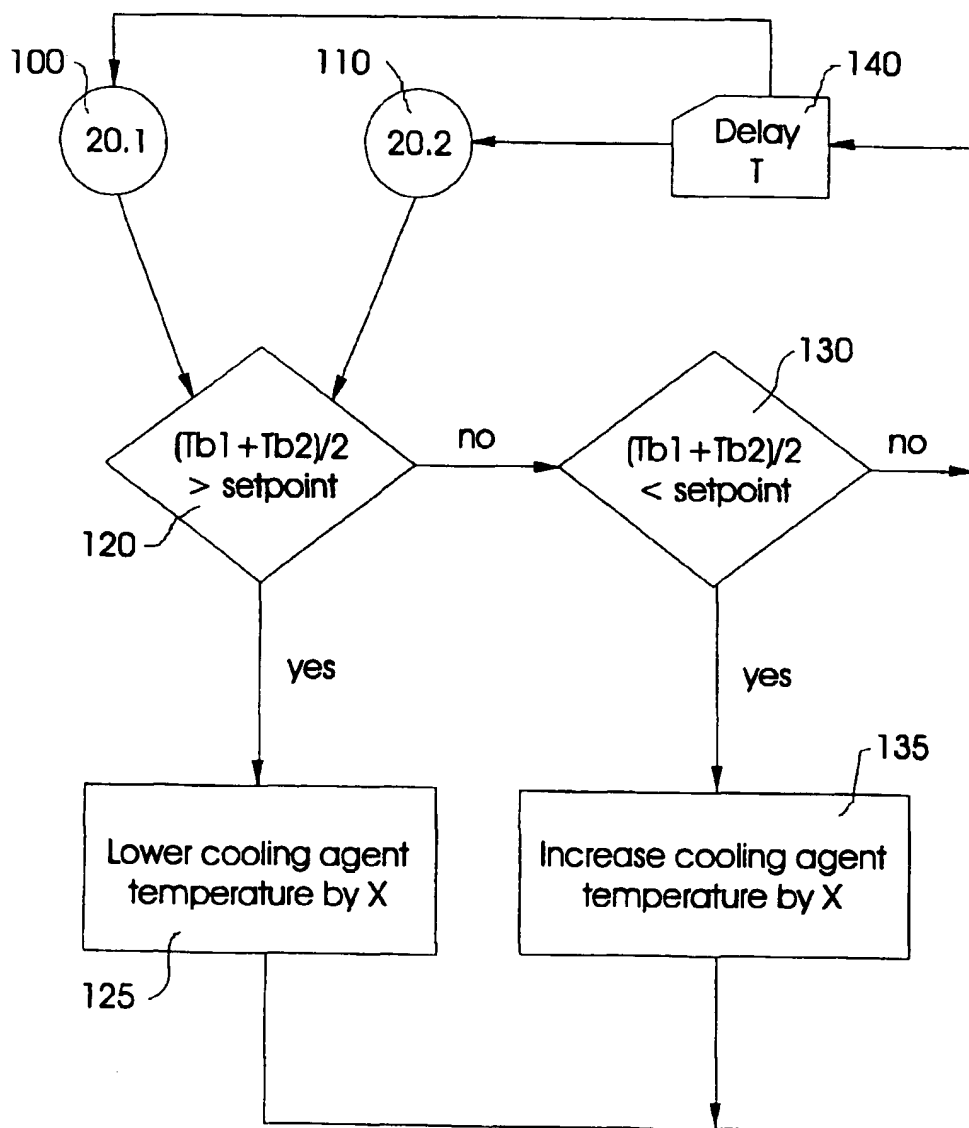 100
110
140
20.1
20.2
Delay
T
130
(Tb1+Tb2)/2
> setpoint
no
(Tb1+Tb2)/2
< setpoint
no
120
yes
yes
135
Lower cooling agent
temperature by X
Increase cooling agent
temperature by X
125